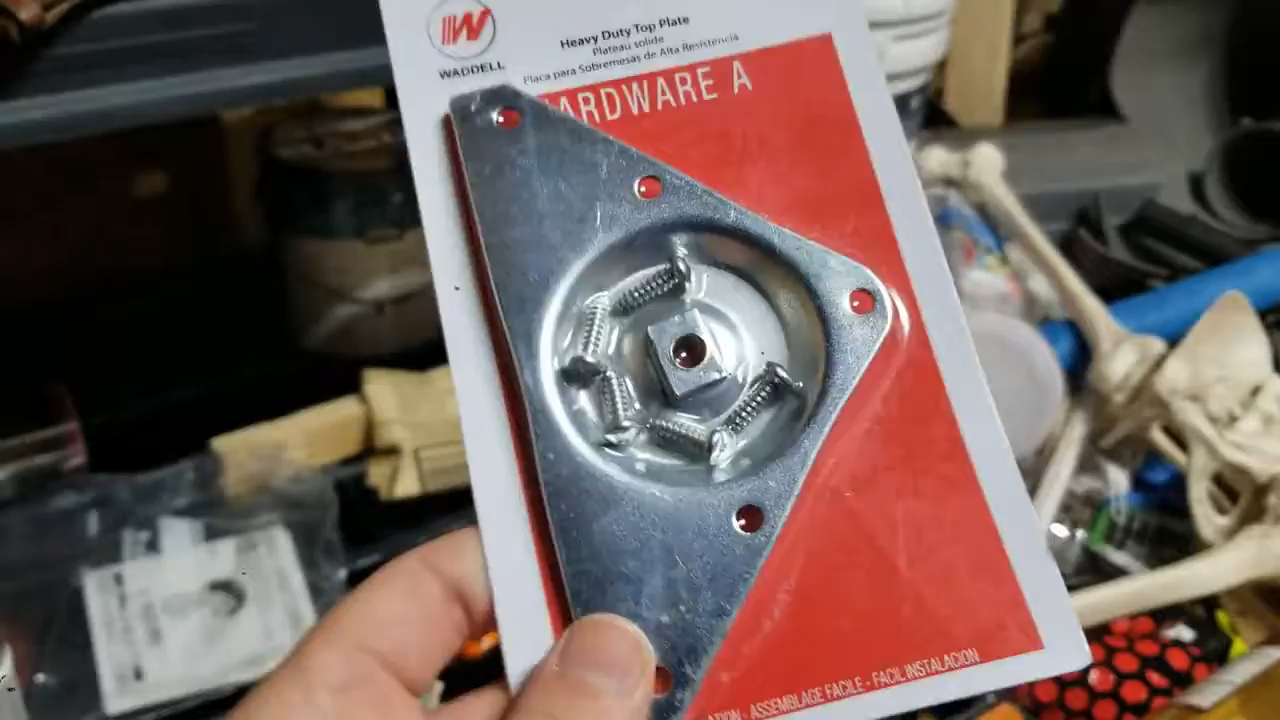 W
WADDELL
Heavy Duty Top Plate
Plateau solide
Placa para Sobremesas de Alta Resistencia
ARDWARE A
ATION - ASSEMBLAGE FACILE - FACIL INSTALACION